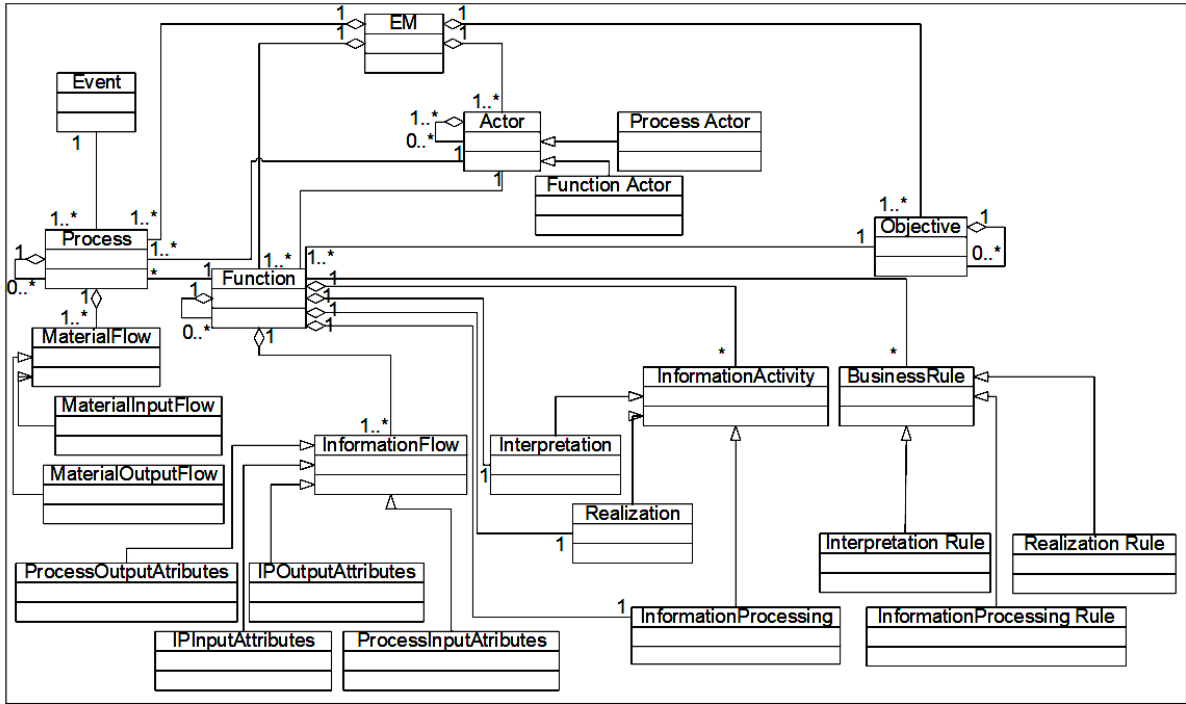 1 EM 1
1 1
Event
1..*
1..* Actor Process Actor
0..*
1 1 1
Function Actor
1..* 1..* 1..*
Process 1..* 1 Objective 1
1 1..* 1..* 0..*
* 1 Function 1
0..* 1 1
1 1
1..* 0..* 1 1
MaterialFlow * *
InformationActivity BusinessRule
MaterialInputFlow
1..*
InformationFlow Interpretation
MaterialOutputFlow 1
Realization
1 Interpretation Rule Realization Rule
ProcessOutputAtributes IPOutputAttributes
1
InformationProcessing InformationProcessing Rule
IPInputAttributes ProcessInputAtributes